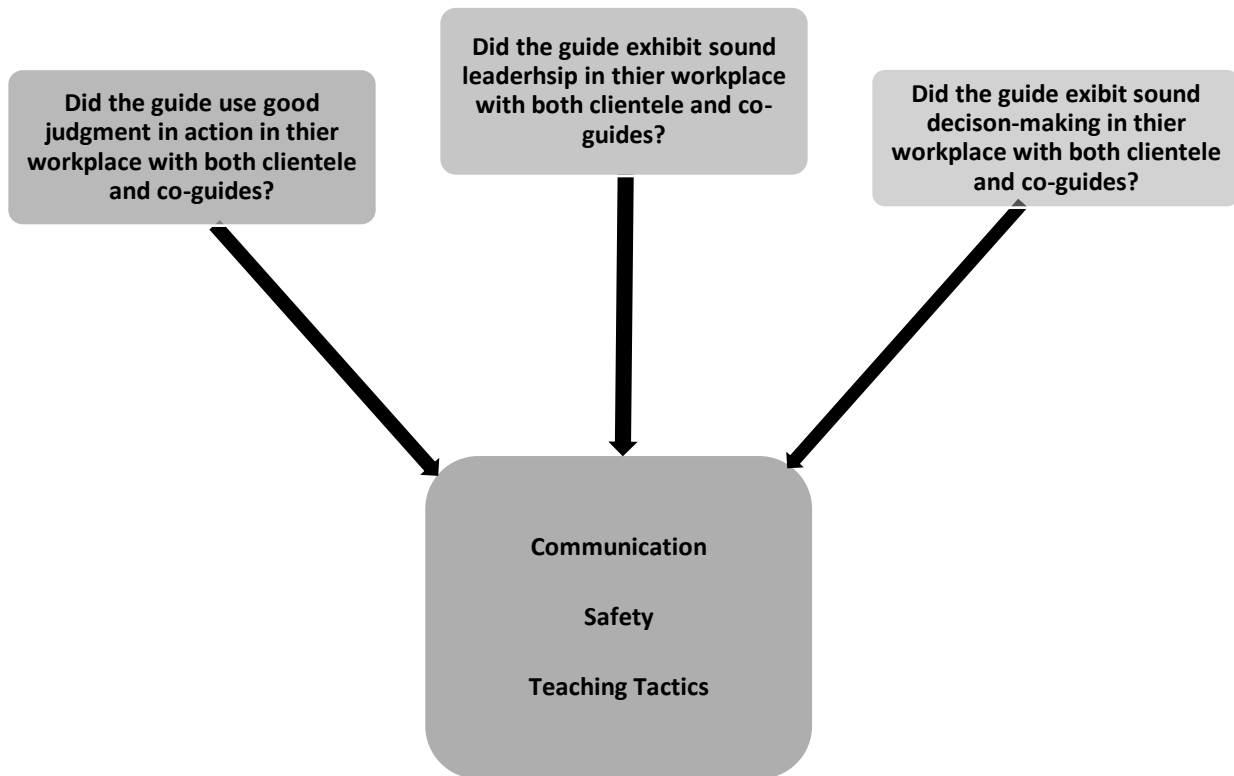 Did the guide use good
judgment in action in thier
workplace with both clientele
and co-guides?
Did the guide exhibit sound
leaderhsip in thier workplace
with both clientele and co-
guides?
Did the guide exibit sound
decison-making in thier
workplace with both clientele
and co-guides?
Communication
Safety
Teaching Tactics